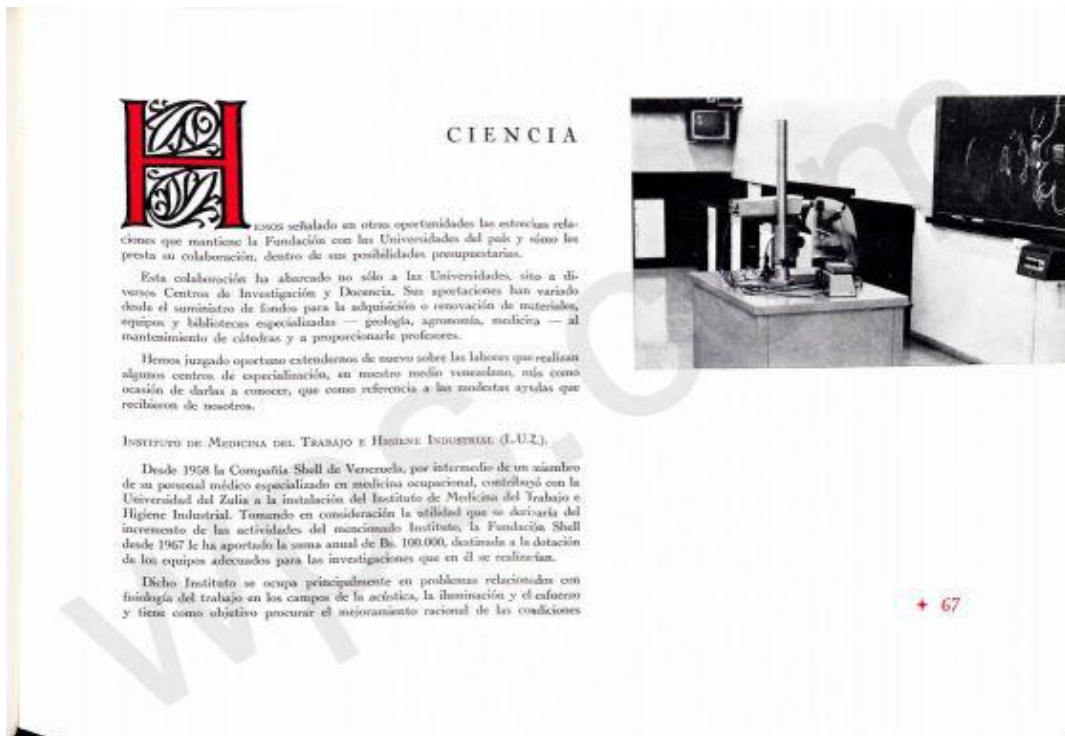 CIENCIA
HEMOS señalado en otras oportunidades las estrechas rela-
ciones que mantiene la Fundación con las Universidades del país y cómo les
presta su colaboración, dentro de sus posibilidades presupuestarias.
Esta colaboración ha abarcado no sólo a las Universidades, sino a di-
versos Centros de Investigación y Docencia. Sus aportaciones han variado
desde el suministro de fondos para la adquisición o renovación de materiales,
equipos y bibliotecas especializadas — geología, agronomía, medicina — al
mantenimiento de cátedras y a proporcionarle profesores.
Hemos juzgado oportuno extendernos de nuevo sobre las labores que realizan
algunos centros de especialización, en nuestro medio venezolano, más como
ocasión de darlas a conocer, que como referencia a las modestas ayudas que
recibieron de nosotros.
INSTITUTO DE MEDICINA DEL TRABAJO E HIGIENE INDUSTRIAL (L.U.Z.).
Desde 1958 la Compañía Shell de Venezuela, por intermedio de un miembro
de su personal médico especializado en medicina ocupacional, contribuyó con la
Universidad del Zulia a la instalación del Instituto de Medicina del Trabajo e
Higiene Industrial. Tomando en consideración la utilidad que se derivaría del
incremento de las actividades del mencionado Instituto, la Fundación Shell
desde 1967 le ha aportado la suma anual de Bs. 100.000, destinada a la dotación
de los equipos adecuados para las investigaciones que en él se realizarían.
Dicho Instituto se ocupa principalmente en problemas relacionados con
fisiología del trabajo en los campos de la acústica, la iluminación y el esfuerzo
y tiene como objetivo procurar el mejoramiento racional de las condiciones
+ 67
wps.com